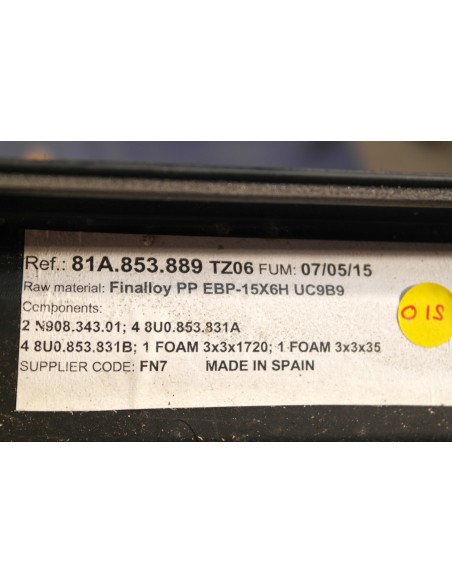 Ref.: 81A.853.889 TZ06 FUM: 07/05/15
Raw material: Finalloy PP EBP-15X6H UC9B9
Components:
2 N908.343.01; 4 8U0.853.831A
4 8U0.853.831B; 1 FOAM 3x3x1720; 1 FOAM 3x3x35
SUPPLIER CODE: FN7 MADE IN SPAIN
210